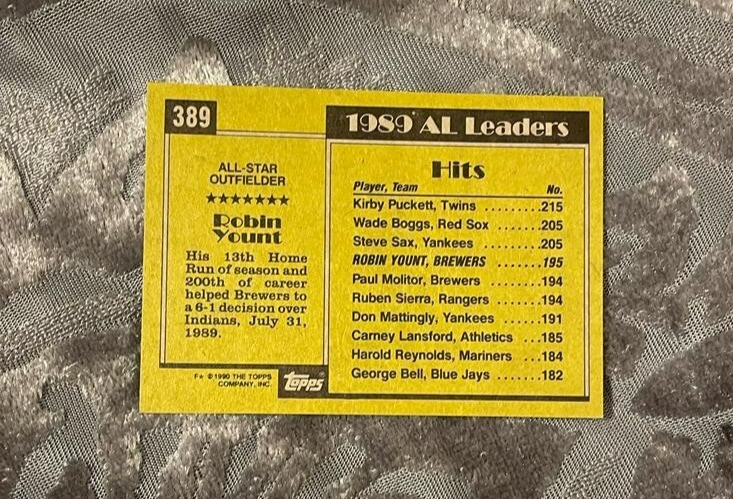 389
ALL-STAR
OUTFIELDER
★★★★★★★
Robin
Yount
His 13th Home
Run of season and
200th of career
helped Brewers to
a 6-1 decision over
Indians, July 31,
1989.
1989 AL Leaders
Hits
Player, Team No.
Kirby Puckett, Twins .........215
Wade Boggs, Red Sox .......205
Steve Sax, Yankees .........205
ROBIN YOUNT, BREWERS .......195
Paul Molitor, Brewers ........194
Ruben Sierra, Rangers .......194
Don Mattingly, Yankees ......191
Carney Lansford, Athletics ...185
Harold Reynolds, Mariners ...184
George Bell, Blue Jays .......182
F★ © 1990 THE TOPPS
COMPANY, INC.
Topps